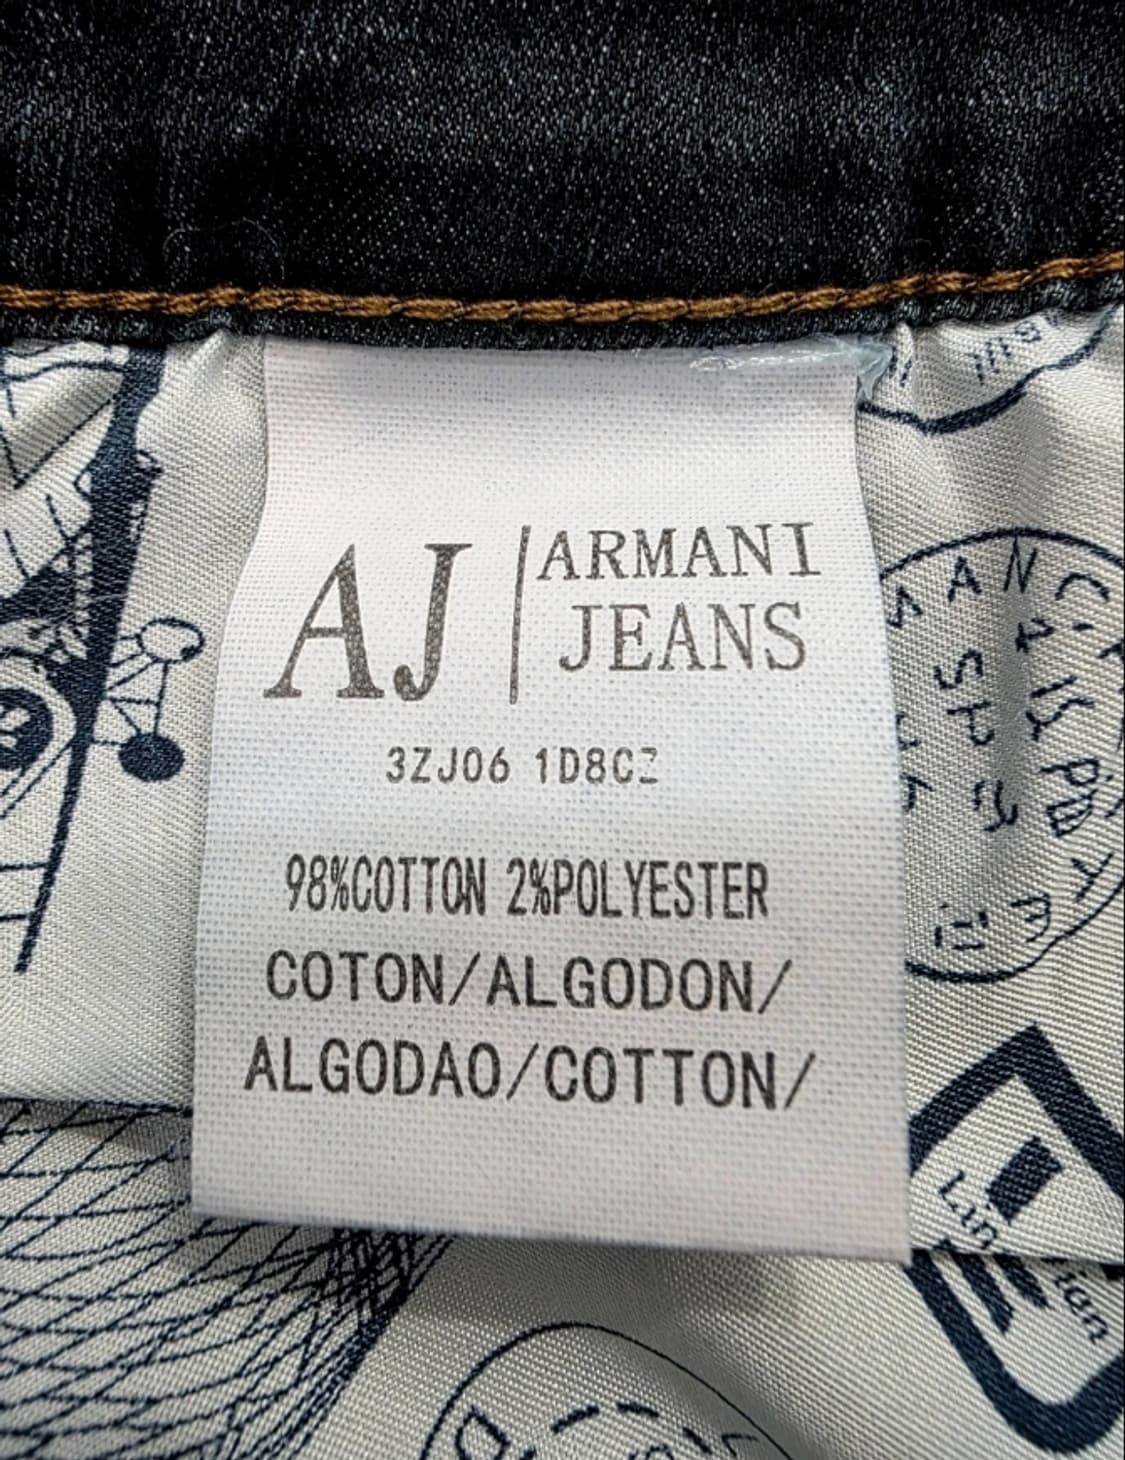 AJ
ARMANI
JEANS
3ZJ06 1D8CZ
98%COTTON 2%POLYESTER
COTON/ALGODON/
ALGODAO/COTTON/